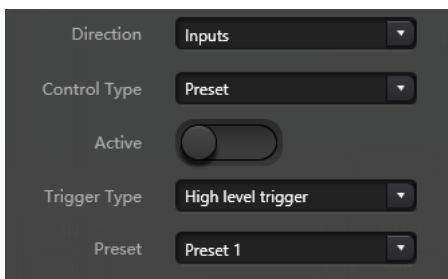 Direction Inputs
Control Type Preset
Active
Trigger Type High level trigger
Preset Preset 1